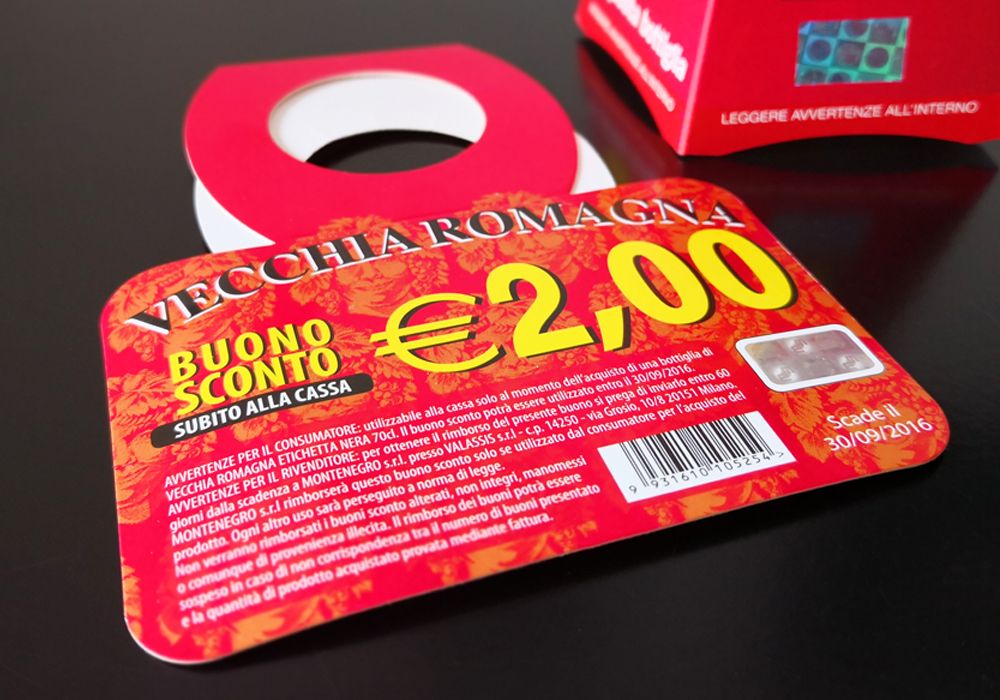 bottiglia
LEGGERE AVVERTENZE ALL'INTERNO
VECCHIA ROMAGNA
BUONO
SCONTO
SUBITO ALLA CASSA
€2,00
AVVERTENZE PER IL CONSUMATORE: utilizzabile alla cassa solo al momento dell'acquisto di una bottiglia di
VECCHIA ROMAGNA ETICHETTA NERA 70cl. Il buono sconto potrà essere utilizzato entro il 30/09/2016.
AVVERTENZE PER IL RIVENDITORE: per ottenere il rimborso del presente buono si prega di inviarlo entro 60
giorni dalla scadenza a MONTENEGRO s.r.l. presso VALASSIS s.r.l - c.p. 14250 - via Grosio, 10/8 20151 Milano.
MONTENEGRO s.r.l rimborserà questo buono sconto solo se utilizzato dal consumatore per l'acquisto del
prodotto. Ogni altro uso sarà perseguito a norma di legge.
Non verranno rimborsati i buoni sconto alterati, non integri, manomessi
o comunque di provenienza illecita. Il rimborso dei buoni potrà essere
sospeso in caso di non corrispondenza tra il numero di buoni presentato
e la quantità di prodotto acquistato provata mediante fattura.
9 931610 105254 >
Scade il
30/09/2016